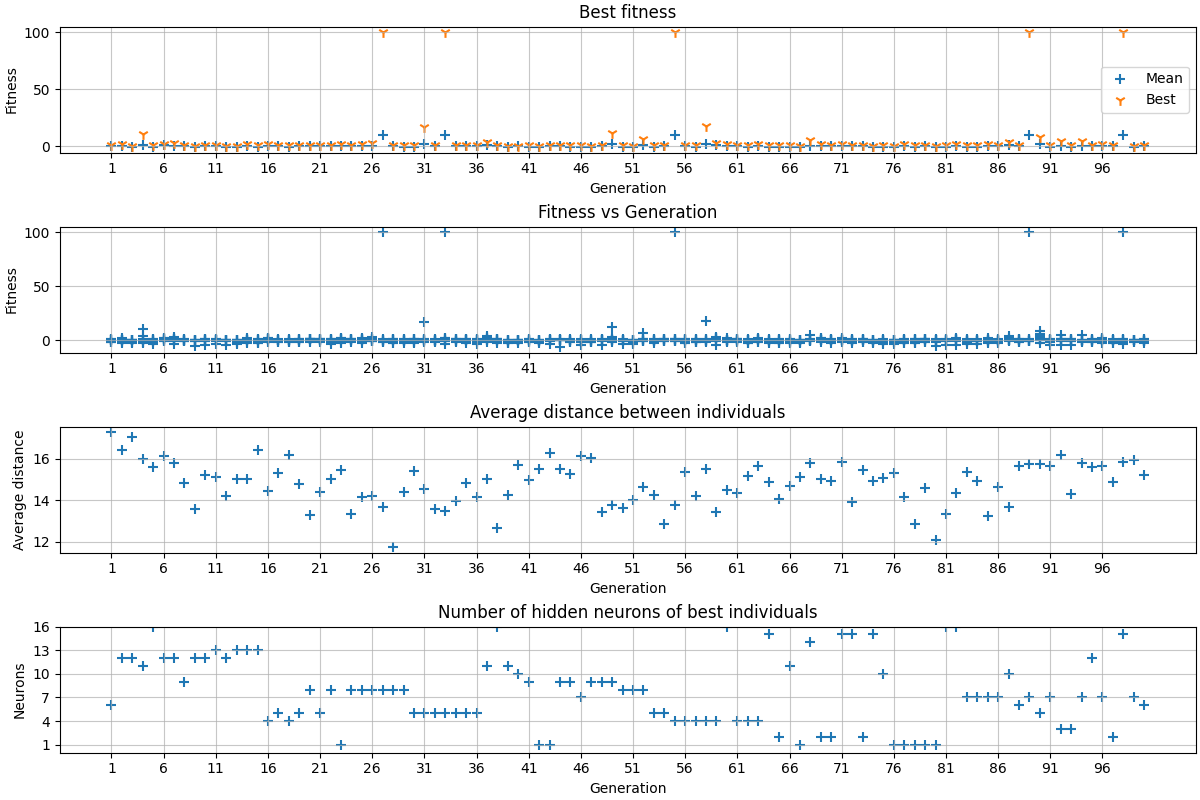 Best fitness
100
50
0
Fitness
Mean
Best
1 6 11 16 21 26 31 36 41 46 51 56 61 66 71 76 81 86 91 96
Generation
Fitness vs Generation
100
50
0
Fitness
1 6 11 16 21 26 31 36 41 46 51 56 61 66 71 76 81 86 91 96
Generation
Average distance between individuals
16
14
12
Average distance
1 6 11 16 21 26 31 36 41 46 51 56 61 66 71 76 81 86 91 96
Generation
Number of hidden neurons of best individuals
16
13
10
7
4
1
Neurons
1 6 11 16 21 26 31 36 41 46 51 56 61 66 71 76 81 86 91 96
Generation